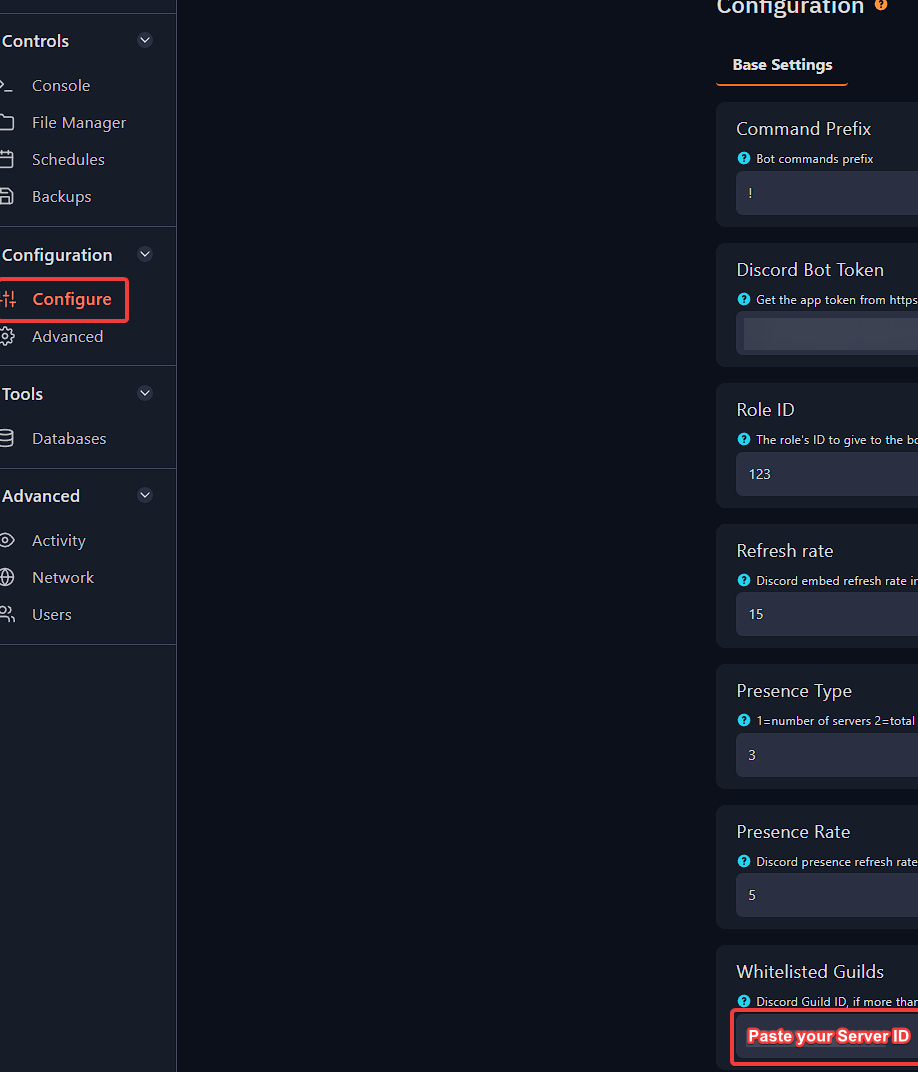 Controls
Console
File Manager
Schedules
Backups
Configuration
Configure
Advanced
Tools
Databases
Advanced
Activity
Network
Users
Configuration
Base Settings
Command Prefix
Bot commands prefix
!
Discord Bot Token
Get the app token from https
Role ID
The role's ID to give to the bo
123
Refresh rate
Discord embed refresh rate in
15
Presence Type
1=number of servers 2=total
3
Presence Rate
Discord presence refresh rate
5
Whitelisted Guilds
Discord Guild ID, if more than
Paste your Server ID